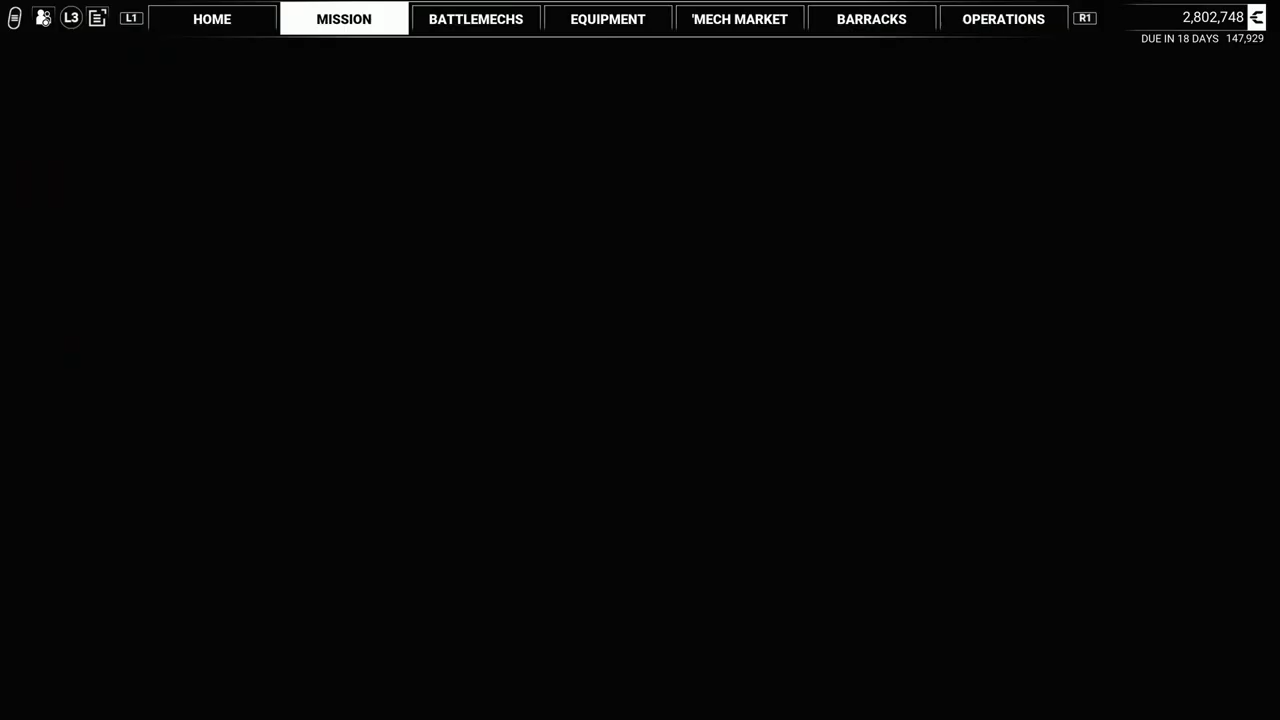 L3 L1 HOME MISSION BATTLEMECHS EQUIPMENT 'MECH MARKET BARRACKS OPERATIONS R1 2,802,748
DUE IN 18 DAYS 147,929